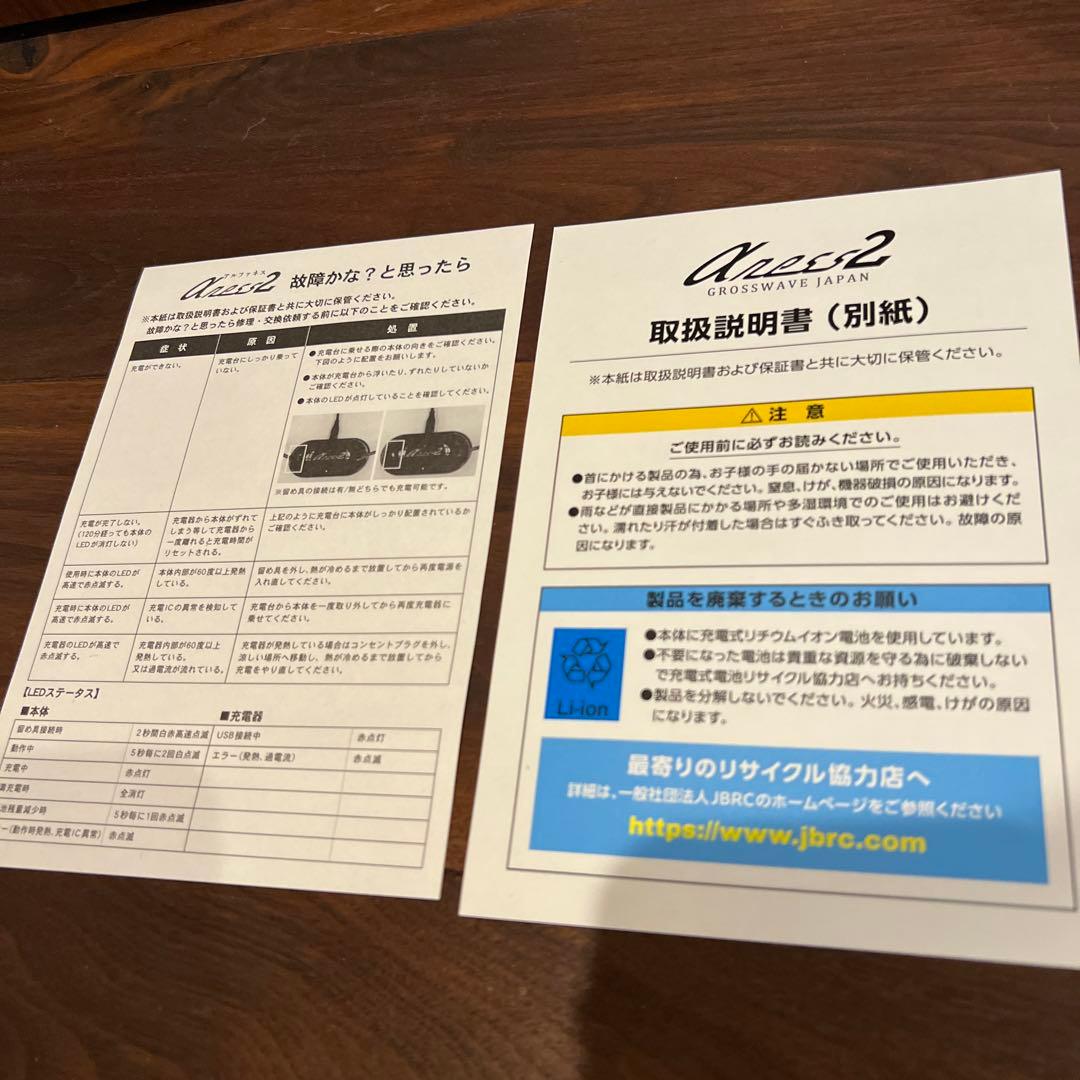 アルファネス
αness2 故障かな？と思ったら
※本紙は取扱説明書および保証書と共に大切に保管ください。
故障かな？と思ったら修理・交換依頼する前に以下のことをご確認ください。
症状 原因 処置
充電ができない。
充電台にしっかり乗って
いない。
●充電台に乗せる際の本体の向きをご確認ください。
下図のように配置をお願いします。
●本体が充電台から浮いたり、ずれたりしていないか
ご確認ください。
●本体のLEDが点灯していることを確認してください。
※留め具の接続は有/無どちらでも充電可能です。
充電が完了しない。
(120分経っても本体の
LEDが消灯しない)
充電器から本体がずれて
しまう等して充電器から
一度離れると充電時間が
リセットされる。
上記のように充電台に本体がしっかり配置されているか
ご確認ください。
使用時に本体のLEDが
高速で赤点滅する。
本体内部が60度以上発熱
している。
留め具を外し、熱が冷めるまで放置してから再度電源を
入れ直してください。
充電時に本体のLEDが
高速で赤点滅する。
充電ICの異常を検知して
いる。
充電台から本体を一度取り外してから再度充電器に
乗せてください。
充電器のLEDが高速で
赤点滅する。
充電器内部が60度以上
発熱している。
又は過電流が流れている。
充電器が発熱している場合はコンセントプラグを外し、
涼しい場所へ移動し、熱が冷めるまで放置してから
充電をやり直してください。
【LEDステータス】
■本体 ■充電器
留め具接続時 2秒間白赤高速点滅 USB接続中 赤点灯
動作中 5秒毎に2回白点滅 エラー(発熱、過電流) 赤点滅
充電中 赤点灯
満充電時 全消灯
池残量減少時 5秒毎に1回赤点滅
ー(動作時発熱、充電IC異常) 赤点滅
αness2
GROSSWAVE JAPAN
取扱説明書（別紙）
※本紙は取扱説明書および保証書と共に大切に保管ください。
⚠注 意
ご使用前に必ずお読みください。
●首にかける製品の為、お子様の手の届かない場所でご使用いただき、
お子様には与えないでください。窒息、けが、機器破損の原因になります。
●雨などが直接製品にかかる場所や多湿環境でのご使用はお避けくだ
さい。濡れたり汗が付着した場合はすぐふき取ってください。故障の原
因になります。
製品を廃棄するときのお願い
Li-ion
●本体に充電式リチウムイオン電池を使用しています。
●不要になった電池は貴重な資源を守る為に破棄しない
で充電式電池リサイクル協力店へお持ちください。
●製品を分解しないでください。火災、感電、けがの原因
になります。
最寄りのリサイクル協力店へ
詳細は、一般社団法人JBRCのホームページをご参照ください
https://www.jbrc.com